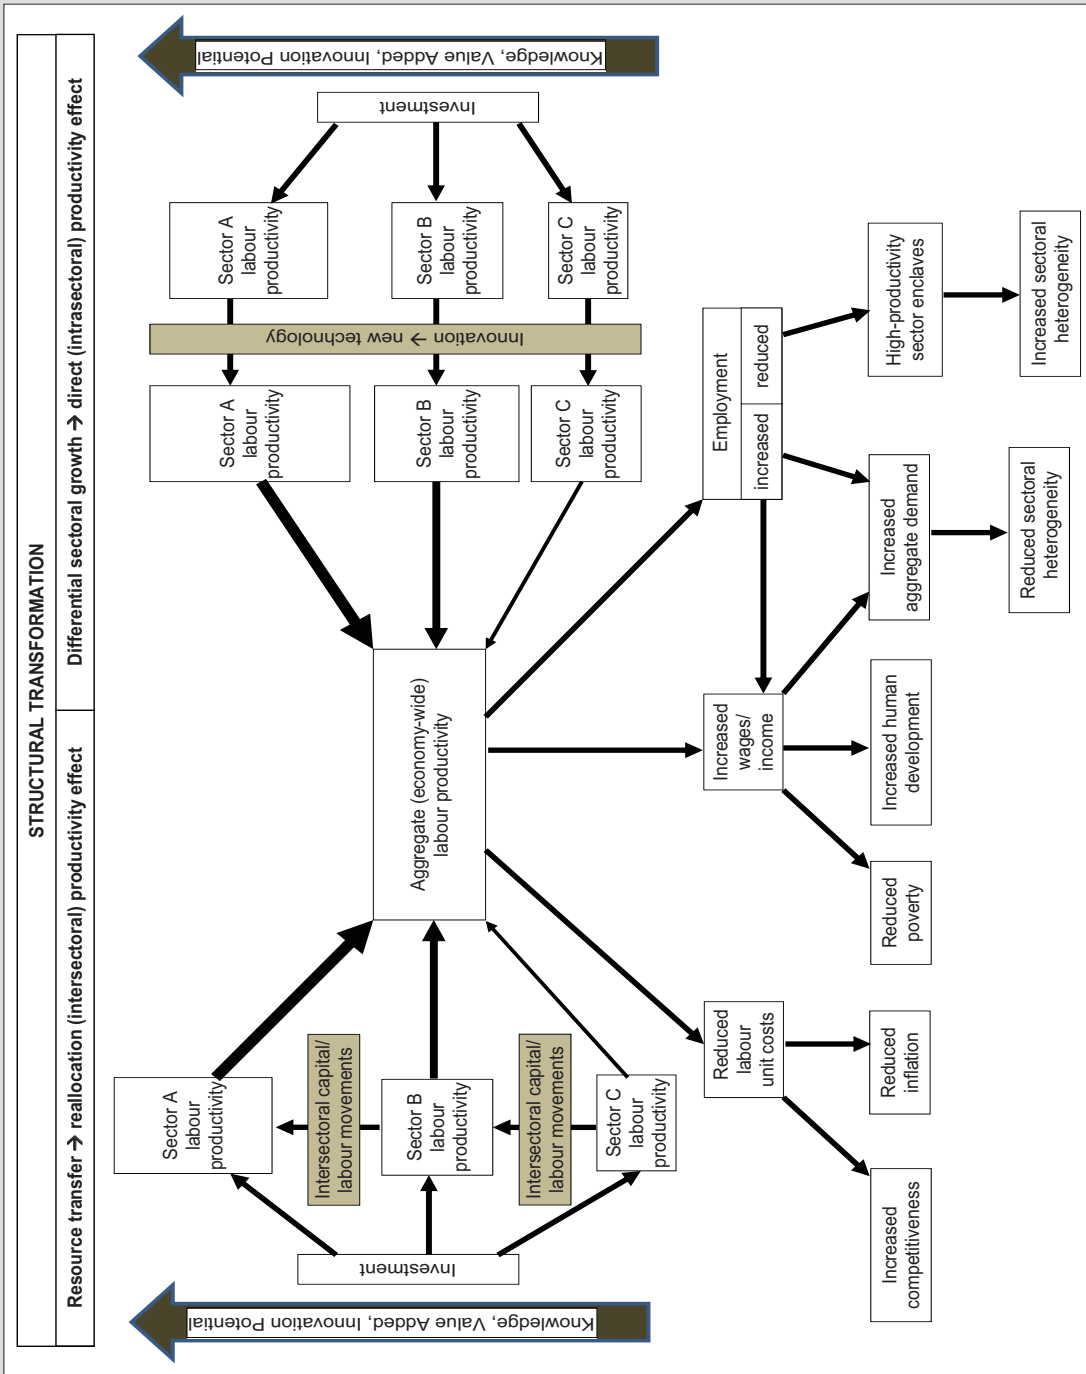 STRUCTURAL TRANSFORMATION
Resource transfer → reallocation (intersectoral) productivity effect
Differential sectoral growth → direct (intrasectoral) productivity effect
Knowledge, Value Added, Innovation Potential
Investment
Sector A
labour
productivity
Intersectoral capital/
labour movements
Sector B
labour
productivity
Intersectoral capital/
labour movements
Sector C
labour
productivity
Aggregate (economy-wide)
labour productivity
Sector A
labour
productivity
Sector B
labour
productivity
Sector C
labour
productivity
Innovation → new technology
Sector A
labour
productivity
Sector B
labour
productivity
Sector C
labour
productivity
Investment
Knowledge, Value Added, Innovation Potential
Reduced
labour
unit costs
Increased
wages/
income
Employment
increased
reduced
Increased
competitiveness
Reduced
inflation
Reduced
poverty
Increased human
development
Increased
aggregate demand
High-productivity
sector enclaves
Reduced sectoral
heterogeneity
Increased sectoral
heterogeneity